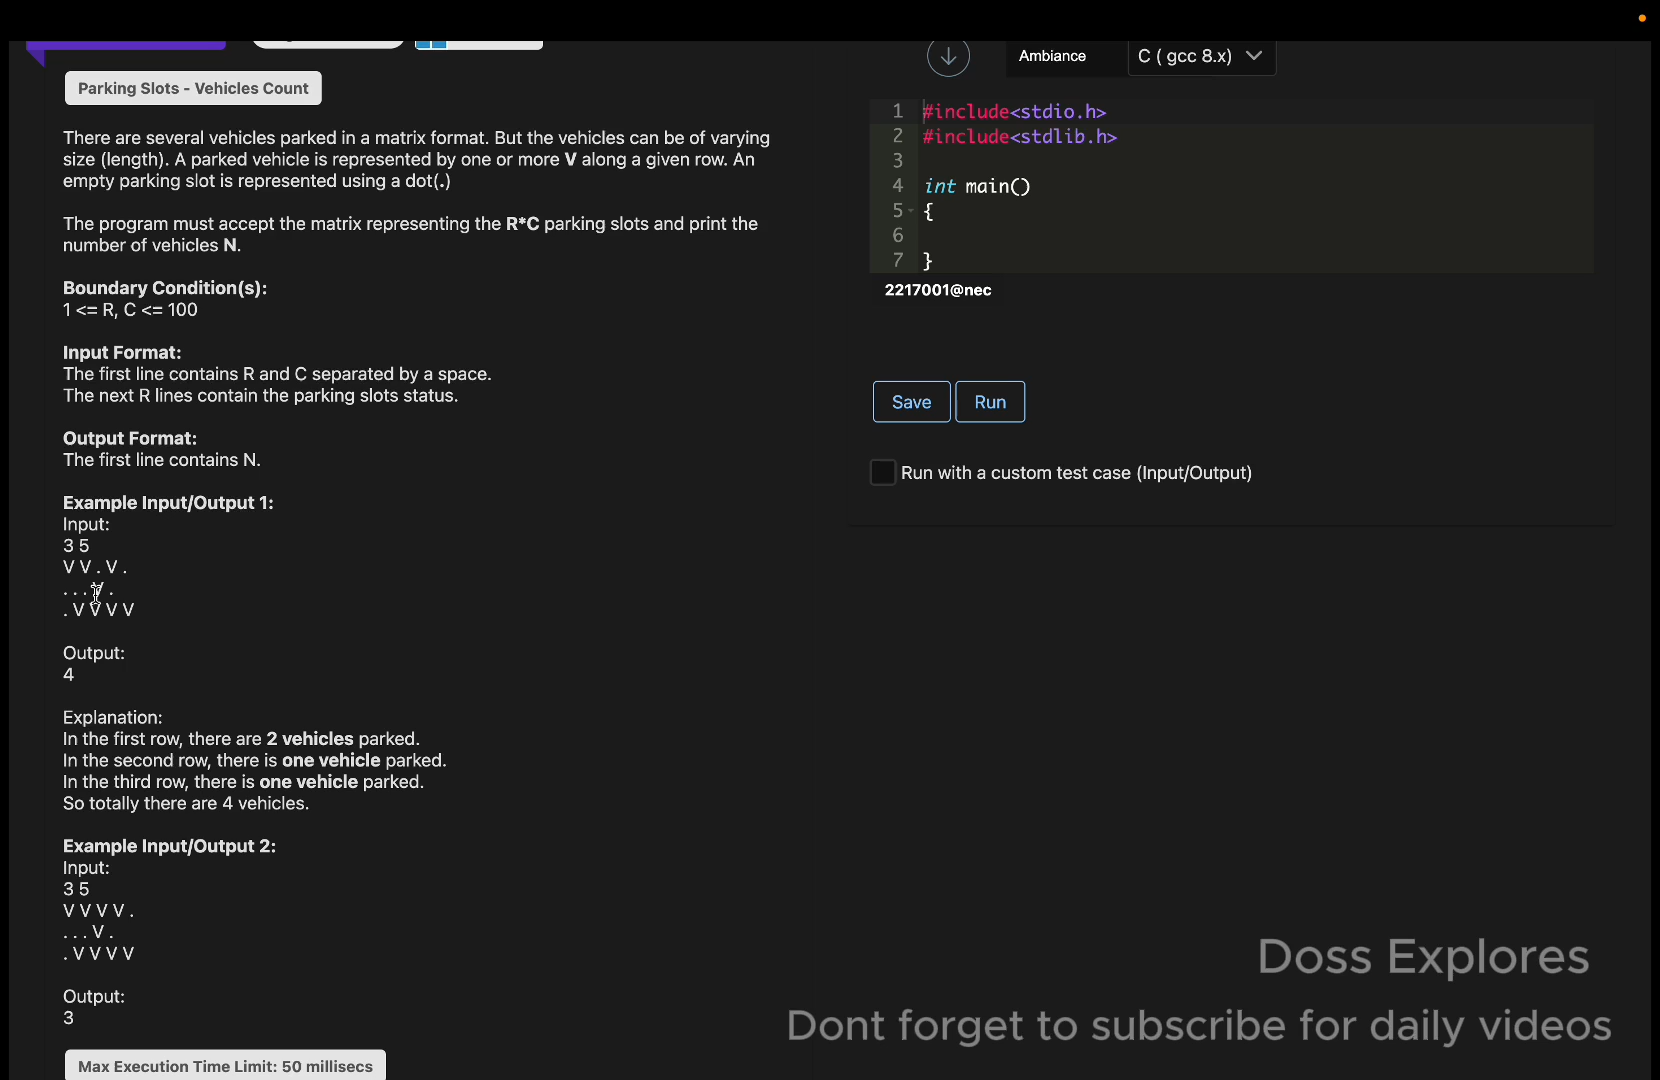 Parking Slots - Vehicles Count
There are several vehicles parked in a matrix format. But the vehicles can be of varying
size (length). A parked vehicle is represented by one or more V along a given row. An
empty parking slot is represented using a dot(.)
The program must accept the matrix representing the R*C parking slots and print the
number of vehicles N.
Boundary Condition(s):
1 <= R, C <= 100
Input Format:
The first line contains R and C separated by a space.
The next R lines contain the parking slots status.
Output Format:
The first line contains N.
Example Input/Output 1:
Input:
3 5
V V . V .
. . . V .
. V V V V
Output:
4
Explanation:
In the first row, there are 2 vehicles parked.
In the second row, there is one vehicle parked.
In the third row, there is one vehicle parked.
So totally there are 4 vehicles.
Example Input/Output 2:
Input:
3 5
V V V V .
. . . V .
. V V V V
Output:
3
Max Execution Time Limit: 50 millisecs
Ambiance
C ( gcc 8.x)
1 #include<stdio.h>
2 #include<stdlib.h>
3
4 int main()
5 {
6
7 }
2217001@nec
Save
Run
Run with a custom test case (Input/Output)
Doss Explores
Dont forget to subscribe for daily videos